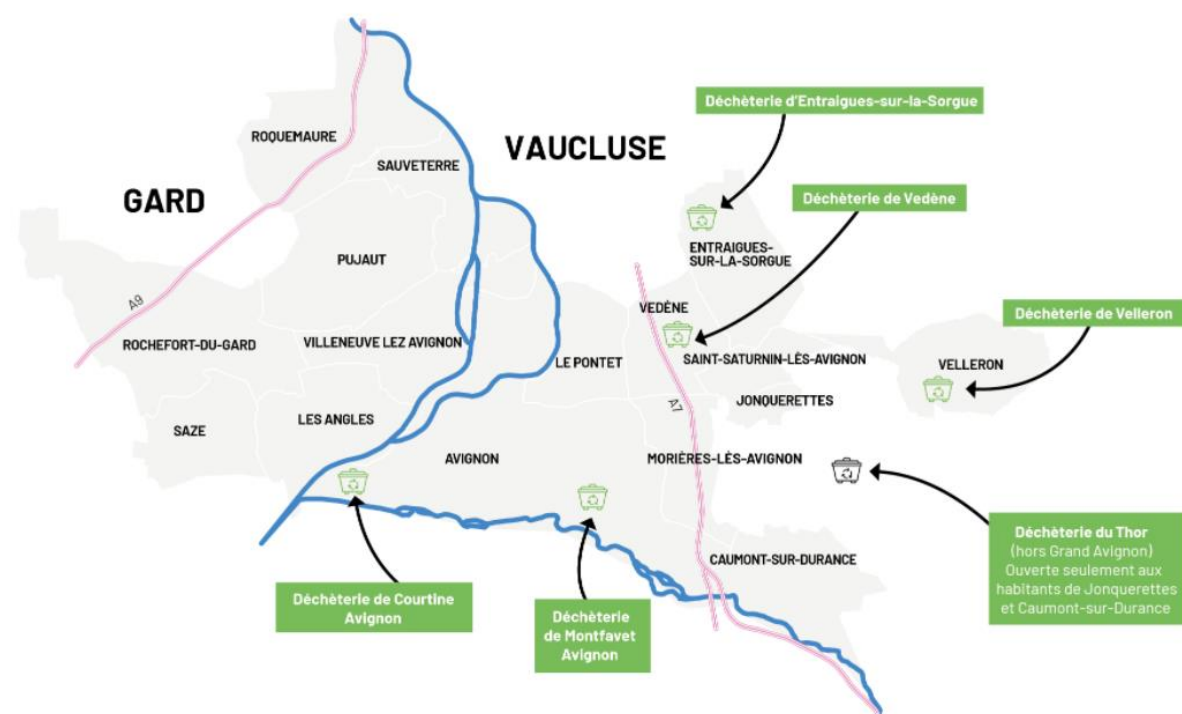 Déchèterie d'Entraigues-sur-la-Sorgue
ROQUEMAURE
VAUCLUSE
SAUVETERRE
GARD
Déchèterie de Vedène
ENTRAIGUES-
SUR-LA-SORGUE
PUJAUT
A9
VEDÈNE
Déchèterie de Velleron
ROCHEFORT-DU-GARD
VILLENEUVE LEZ AVIGNON
LE PONTET
SAINT-SATURNIN-LÈS-AVIGNON
VELLERON
A7
JONQUERETTES
LES ANGLES
SAZE
AVIGNON
MORIÈRES-LÈS-AVIGNON
Déchèterie du Thor
(hors Grand Avignon)
Ouverte seulement aux
habitants de Jonquerettes
et Caumont-sur-Durance
CAUMONT-SUR-DURANCE
Déchèterie de Courtine
Avignon
Déchèterie
de Montfavet
Avignon